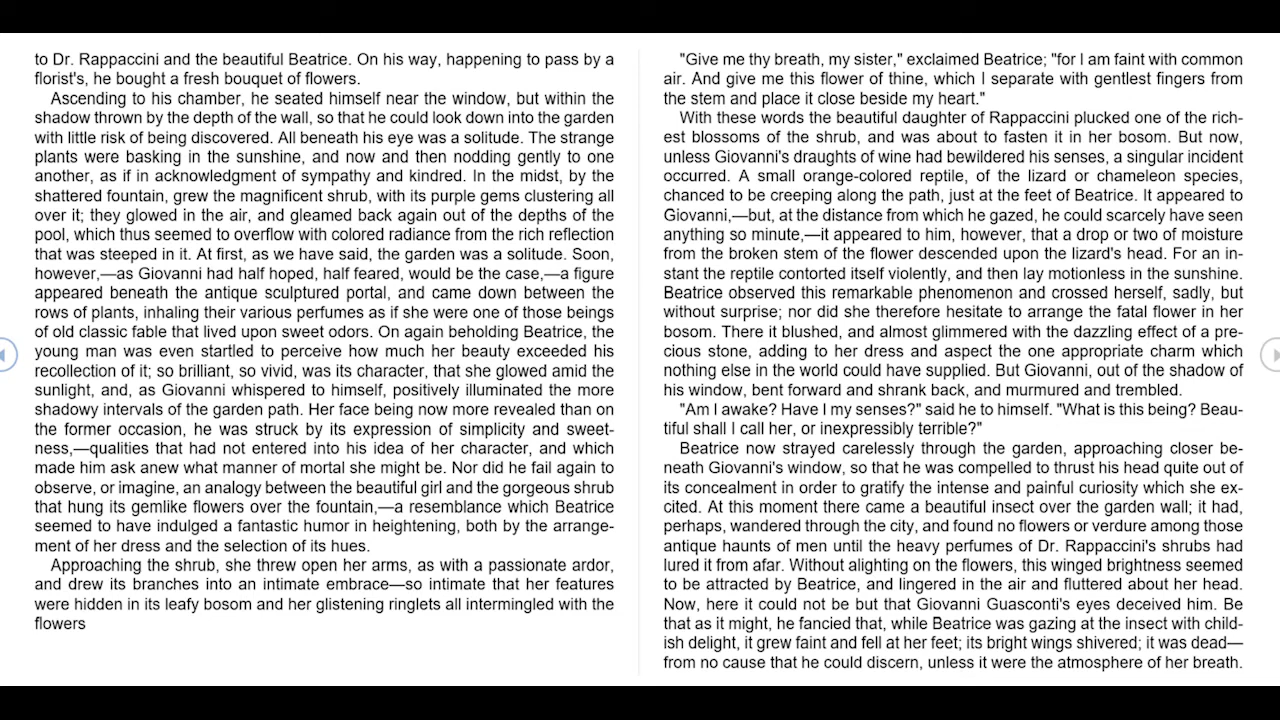 to Dr. Rappaccini and the beautiful Beatrice. On his way, happening to pass by a
florist's, he bought a fresh bouquet of flowers.
Ascending to his chamber, he seated himself near the window, but within the
shadow thrown by the depth of the wall, so that he could look down into the garden
with little risk of being discovered. All beneath his eye was a solitude. The strange
plants were basking in the sunshine, and now and then nodding gently to one
another, as if in acknowledgment of sympathy and kindred. In the midst, by the
shattered fountain, grew the magnificent shrub, with its purple gems clustering all
over it; they glowed in the air, and gleamed back again out of the depths of the
pool, which thus seemed to overflow with colored radiance from the rich reflection
that was steeped in it. At first, as we have said, the garden was a solitude. Soon,
however,—as Giovanni had half hoped, half feared, would be the case,—a figure
appeared beneath the antique sculptured portal, and came down between the
rows of plants, inhaling their various perfumes as if she were one of those beings
of old classic fable that lived upon sweet odors. On again beholding Beatrice, the
young man was even startled to perceive how much her beauty exceeded his
recollection of it; so brilliant, so vivid, was its character, that she glowed amid the
sunlight, and, as Giovanni whispered to himself, positively illuminated the more
shadowy intervals of the garden path. Her face being now more revealed than on
the former occasion, he was struck by its expression of simplicity and sweet-
ness,—qualities that had not entered into his idea of her character, and which
made him ask anew what manner of mortal she might be. Nor did he fail again to
observe, or imagine, an analogy between the beautiful girl and the gorgeous shrub
that hung its gemlike flowers over the fountain,—a resemblance which Beatrice
seemed to have indulged a fantastic humor in heightening, both by the arrange-
ment of her dress and the selection of its hues.
Approaching the shrub, she threw open her arms, as with a passionate ardor,
and drew its branches into an intimate embrace—so intimate that her features
were hidden in its leafy bosom and her glistening ringlets all intermingled with the
flowers
"Give me thy breath, my sister," exclaimed Beatrice; "for I am faint with common
air. And give me this flower of thine, which I separate with gentlest fingers from
the stem and place it close beside my heart."
With these words the beautiful daughter of Rappaccini plucked one of the rich-
est blossoms of the shrub, and was about to fasten it in her bosom. But now,
unless Giovanni's draughts of wine had bewildered his senses, a singular incident
occurred. A small orange-colored reptile, of the lizard or chameleon species,
chanced to be creeping along the path, just at the feet of Beatrice. It appeared to
Giovanni,—but, at the distance from which he gazed, he could scarcely have seen
anything so minute,—it appeared to him, however, that a drop or two of moisture
from the broken stem of the flower descended upon the lizard's head. For an in-
stant the reptile contorted itself violently, and then lay motionless in the sunshine.
Beatrice observed this remarkable phenomenon and crossed herself, sadly, but
without surprise; nor did she therefore hesitate to arrange the fatal flower in her
bosom. There it blushed, and almost glimmered with the dazzling effect of a pre-
cious stone, adding to her dress and aspect the one appropriate charm which
nothing else in the world could have supplied. But Giovanni, out of the shadow of
his window, bent forward and shrank back, and murmured and trembled.
"Am I awake? Have I my senses?" said he to himself. "What is this being? Beau-
tiful shall I call her, or inexpressibly terrible?"
Beatrice now strayed carelessly through the garden, approaching closer be-
neath Giovanni's window, so that he was compelled to thrust his head quite out of
its concealment in order to gratify the intense and painful curiosity which she ex-
cited. At this moment there came a beautiful insect over the garden wall; it had,
perhaps, wandered through the city, and found no flowers or verdure among those
antique haunts of men until the heavy perfumes of Dr. Rappaccini's shrubs had
lured it from afar. Without alighting on the flowers, this winged brightness seemed
to be attracted by Beatrice, and lingered in the air and fluttered about her head.
Now, here it could not be but that Giovanni Guasconti's eyes deceived him. Be
that as it might, he fancied that, while Beatrice was gazing at the insect with child-
ish delight, it grew faint and fell at her feet; its bright wings shivered; it was dead—
from no cause that he could discern, unless it were the atmosphere of her breath.